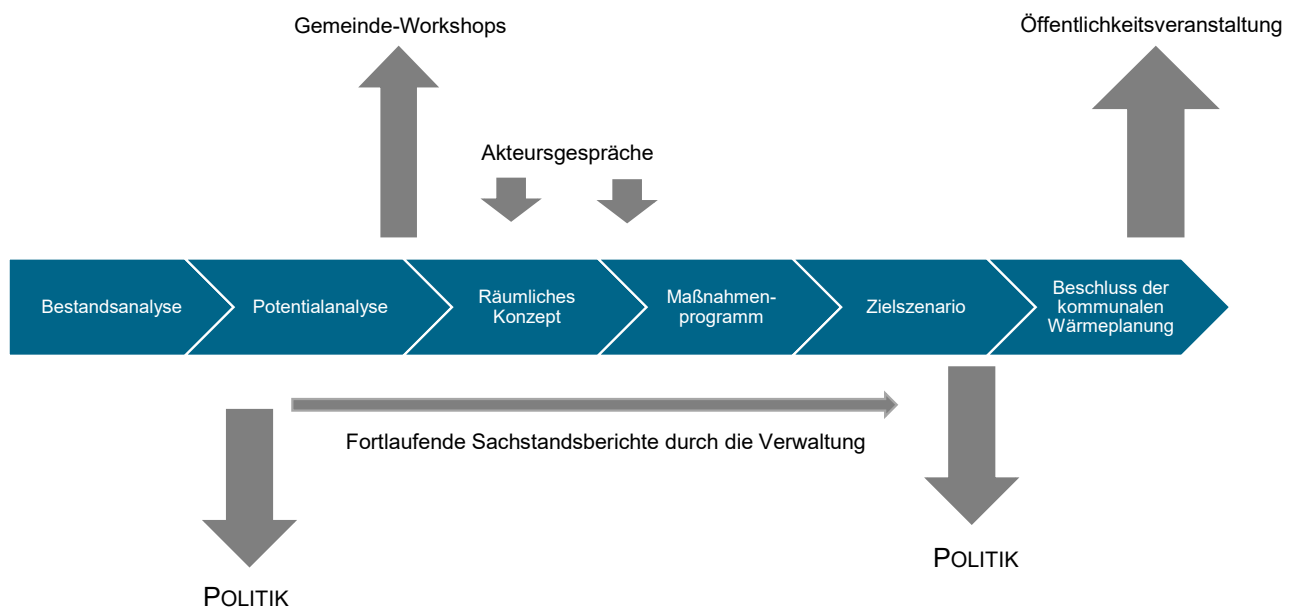 Gemeinde-Workshops
Öffentlichkeitsveranstaltung
Akteursgespräche
Bestandsanalyse
Potentialanalyse
Räumliches
Konzept
Maßnahmen-
programm
Zielszenario
Beschluss der
kommunalen
Wärmeplanung
Fortlaufende Sachstandsberichte durch die Verwaltung
POLITIK
POLITIK